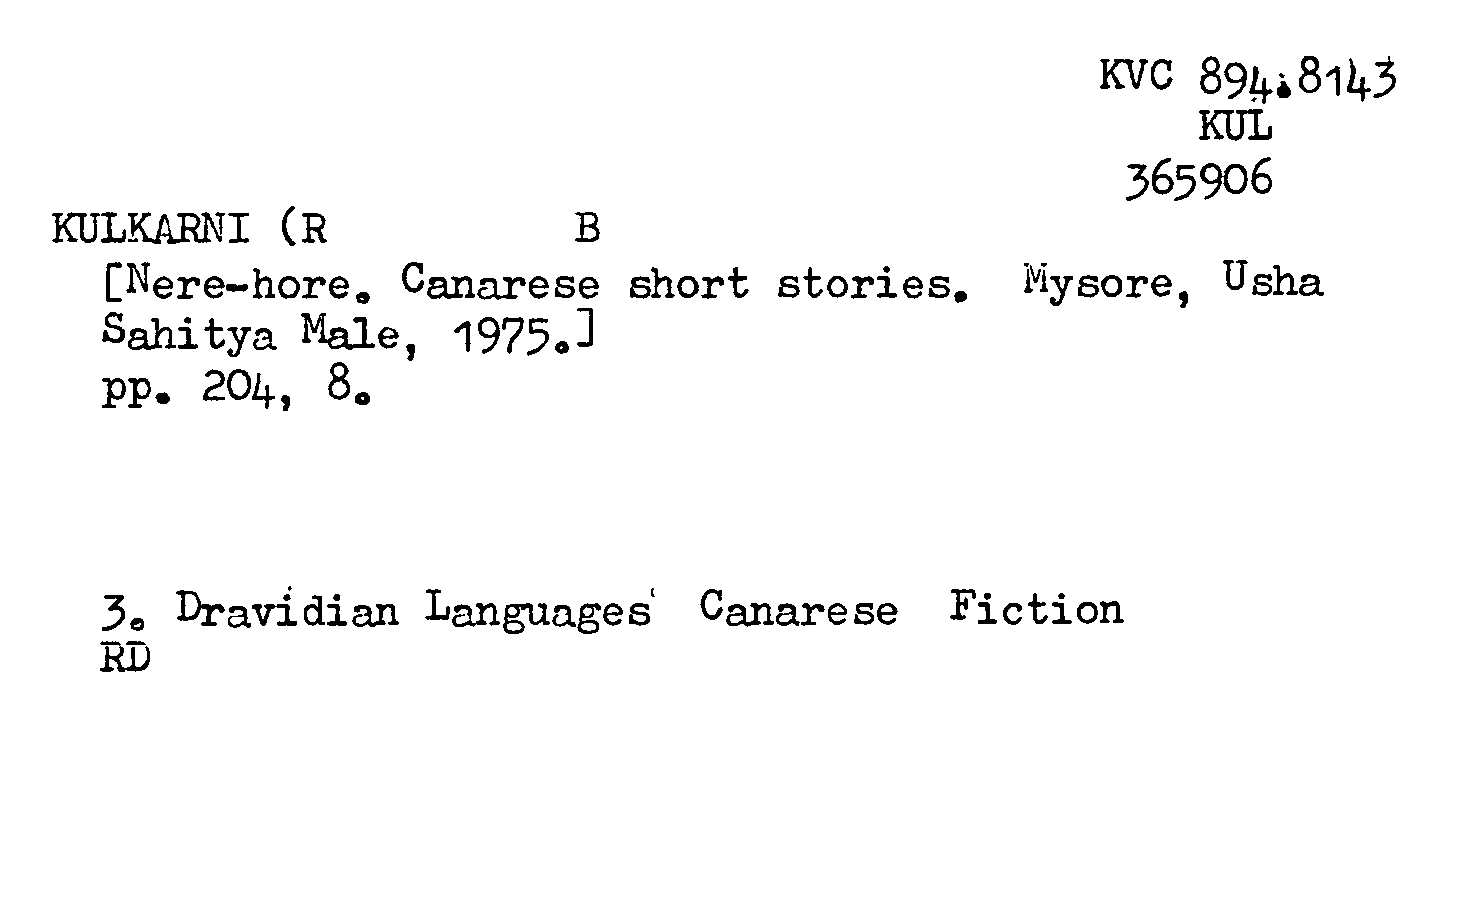 KVC 894.8143
KUL
365906
KULKARNI (R B
[Nere-hore. Canarese short stories. Mysore, Usha
Sahitya Male, 1975.]
pp. 204, 8.
3. Dravidian Languages Canarese Fiction
RD